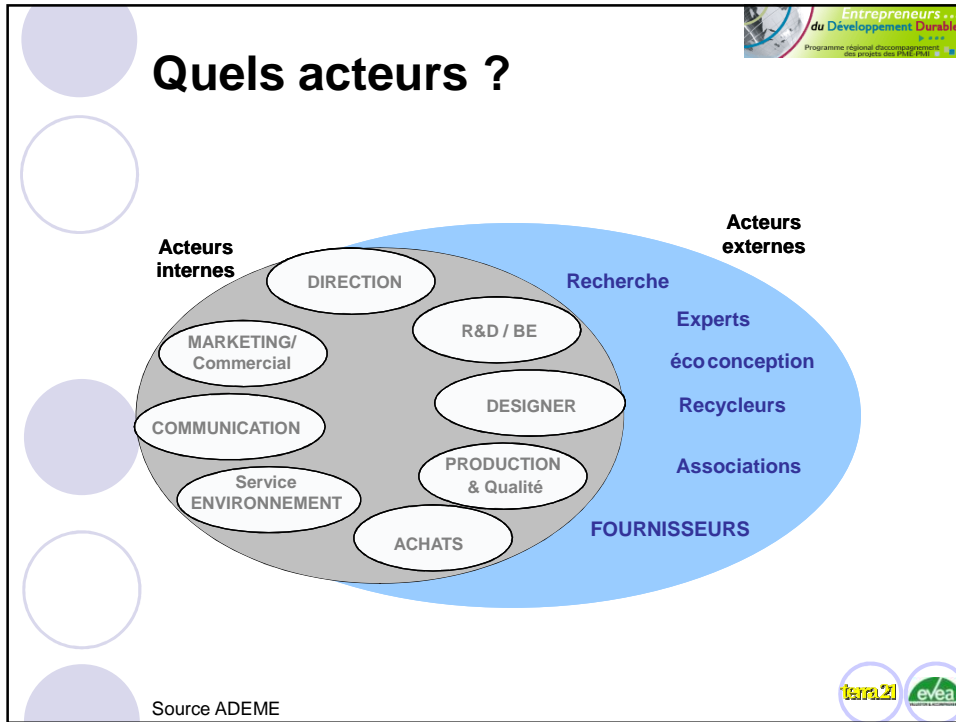 Entrepreneurs ..
du Développement Durable
Programme régional d'accompagnement
des projets des PME-PMI
Quels acteurs ?
Acteurs
internes
Acteurs
externes
DIRECTION
R&D / BE
MARKETING/
Commercial
DESIGNER
COMMUNICATION
PRODUCTION
& Qualité
Service
ENVIRONNEMENT
ACHATS
Recherche
Experts
éco conception
Recycleurs
Associations
FOURNISSEURS
Source ADEME
terra21
evea